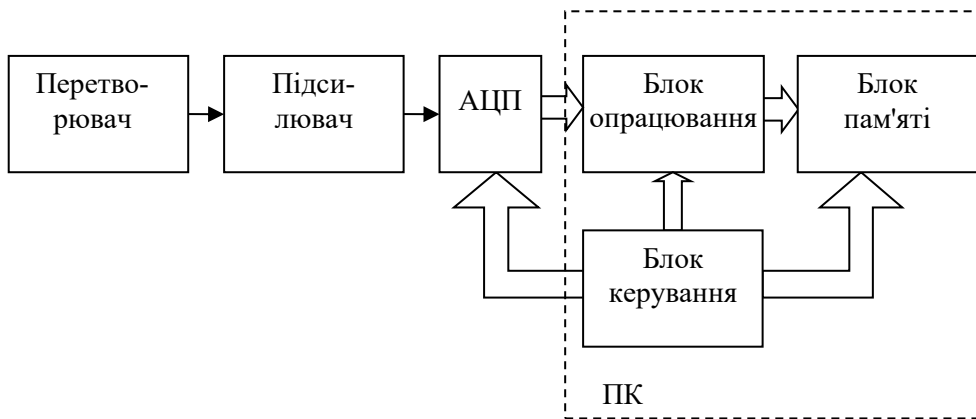 Перетво-
рювач
Підси-
лювач
АЦП
Блок
опрацювання
Блок
пам'яті
Блок
керування
ПК